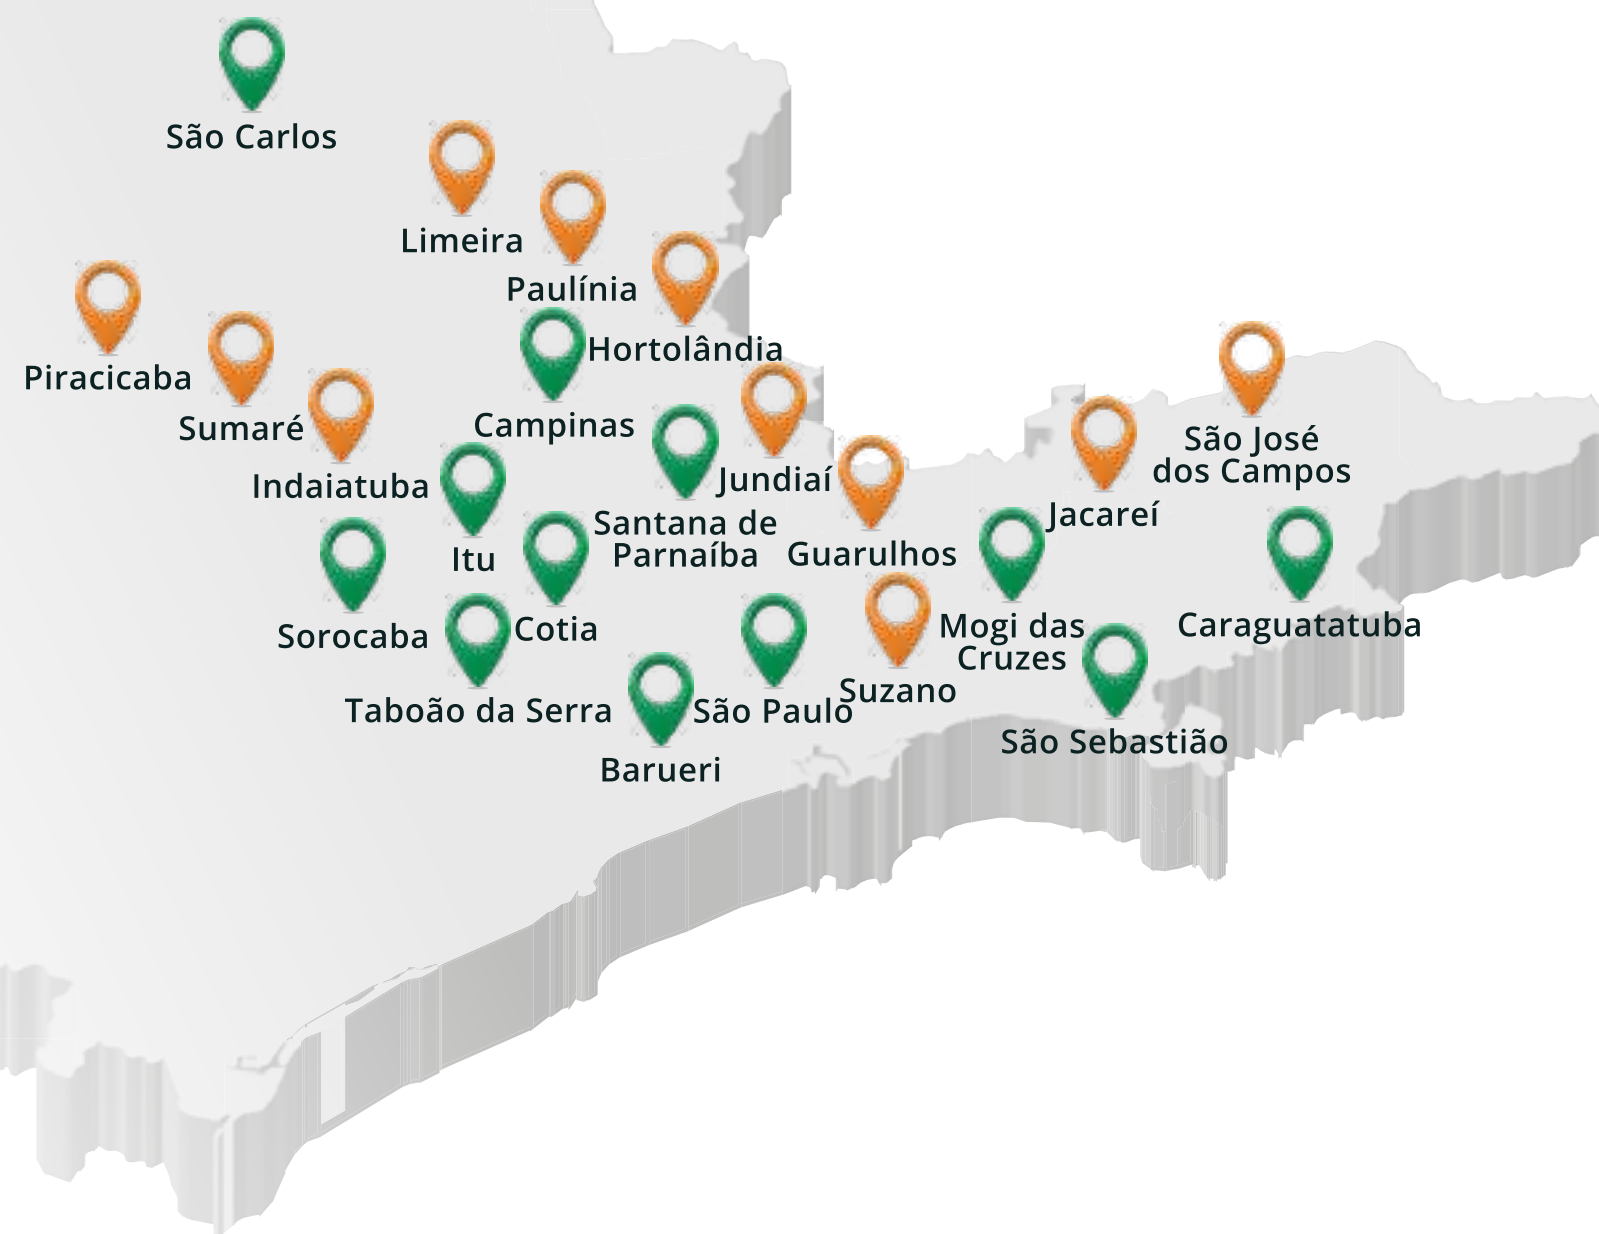 São Carlos
Limeira
Paulínia
Hortolândia
Piracicaba
Sumaré
Campinas
Indaiatuba
Jundiaí
São José
dos Campos
Itu
Santana de
Parnaíba
Guarulhos
Jacareí
Sorocaba
Cotia
Mogi das
Cruzes
Caraguatatuba
Taboão da Serra
São Paulo
Suzano
São Sebastião
Barueri